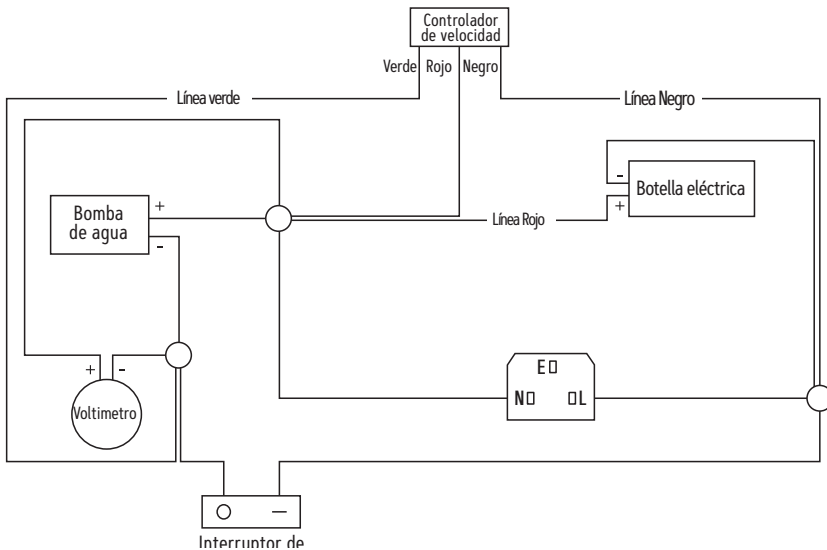 Controlador
de velocidad
Verde Rojo Negro
Línea verde
Línea Negro
-
Botella eléctrica
+
Bomba
de agua
+
-
Línea Rojo
E
N L
+ -
Voltimetro
Interruptor de